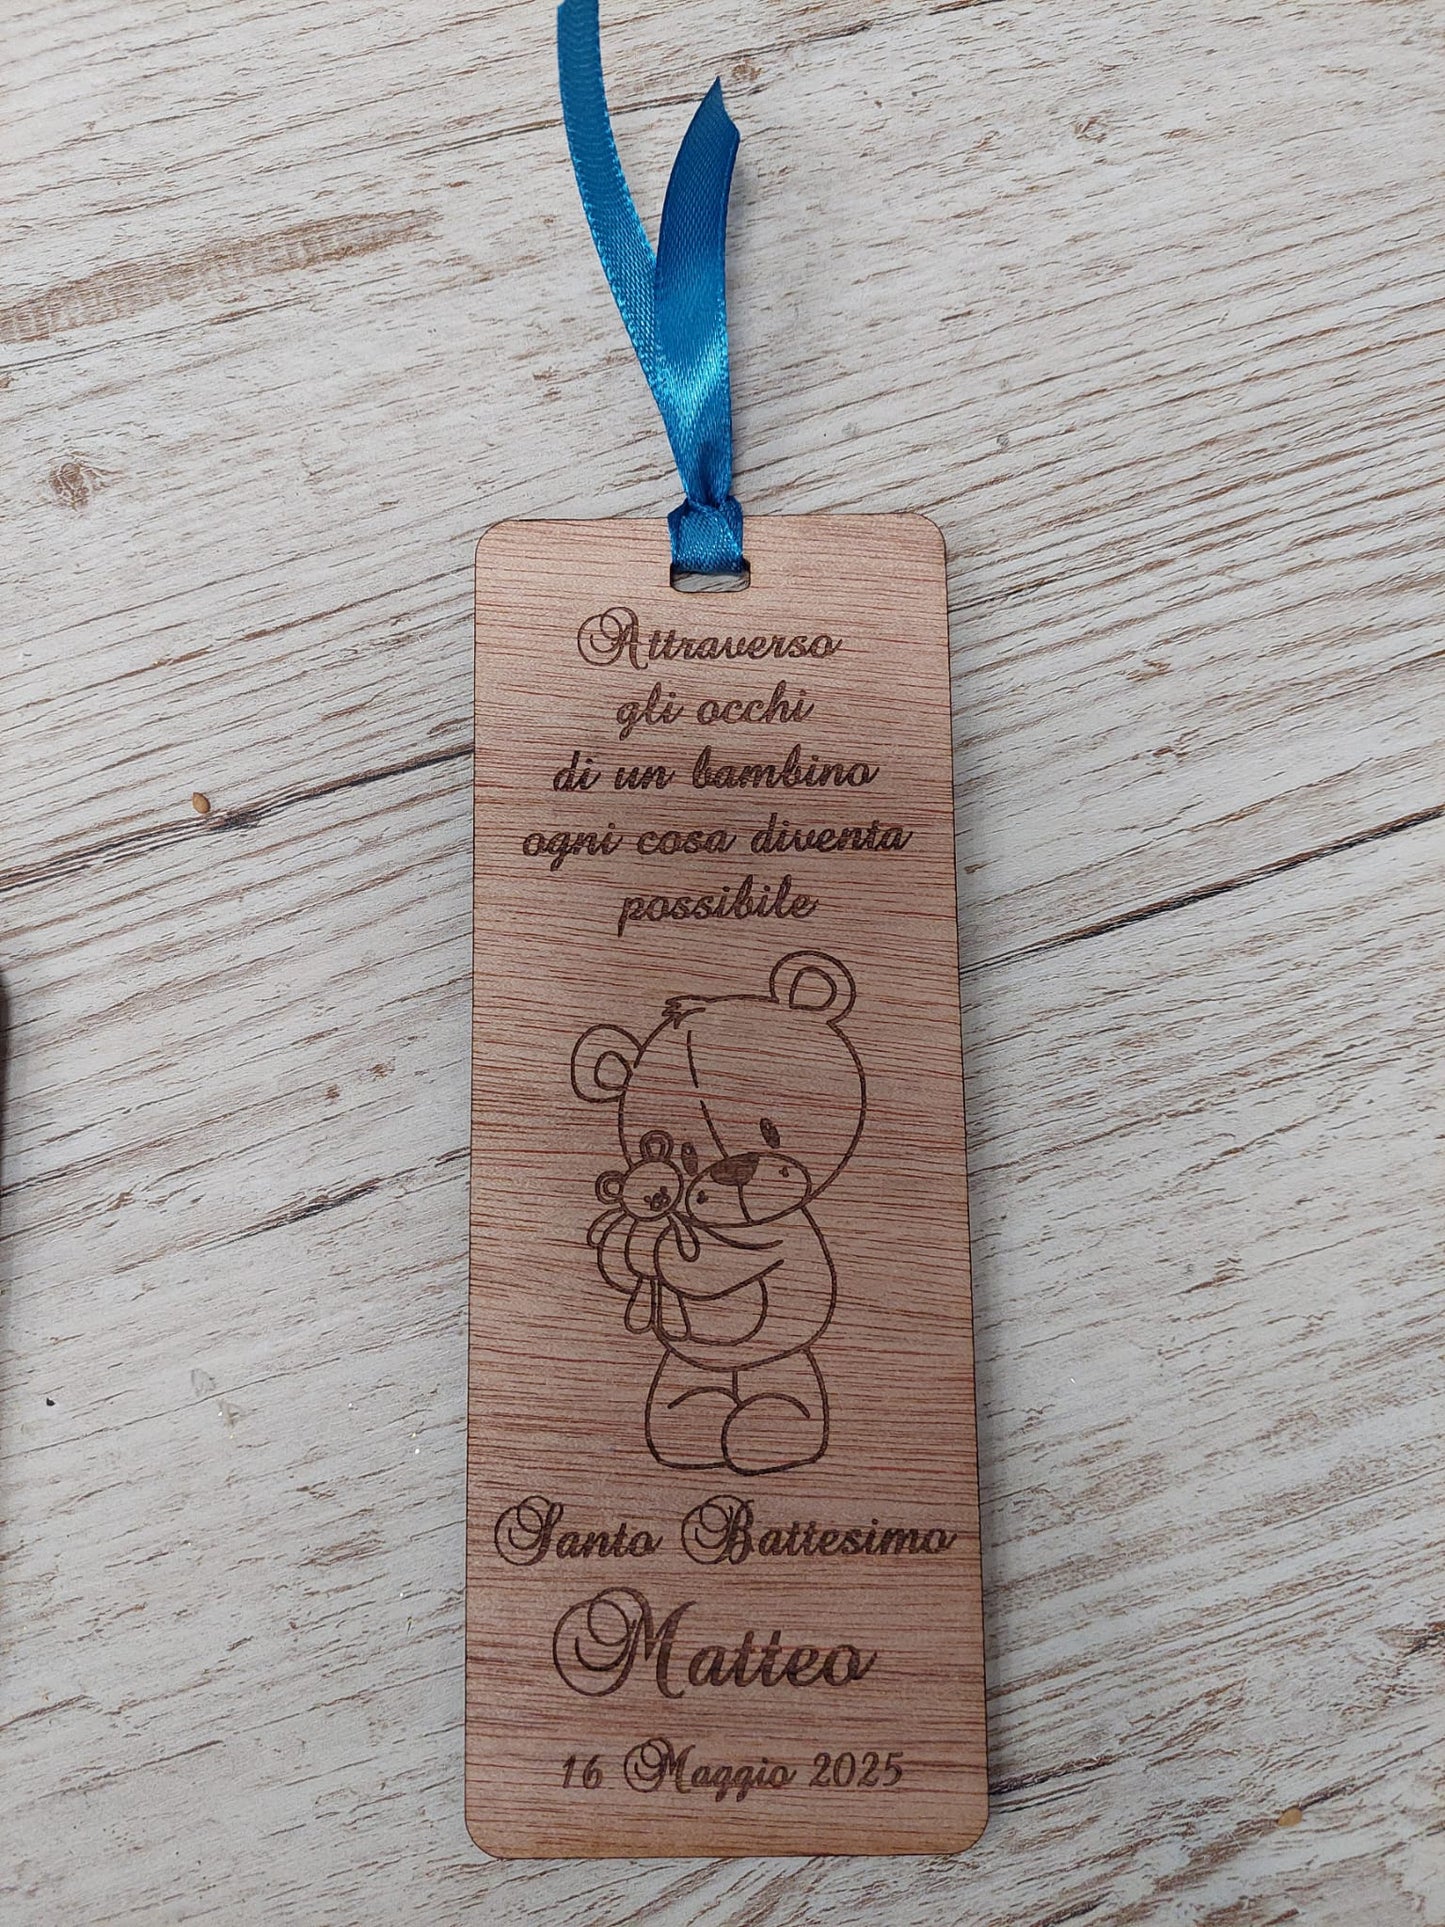 Attraverso
gli occhi
di un bambino
ogni cosa diventa
possibile
Santo Battesimo
Matteo
16 Maggio 2025